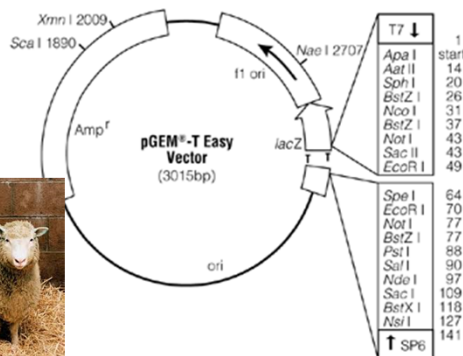 Xmn I 2009
Sca I 1890
Nae I 2707
f1 ori
Ampr
pGEM®-T Easy
Vector
(3015bp)
lacZ
T T
ori
T7 ↓
1
Apa I start
Aat II 14
Sph I 20
BstZ I 26
Nco I 31
BstZ I 37
Not I 43
Sac II 43
EcoR I 49
Spe I 64
EcoR I 70
Not I 77
BstZ I 77
Pst I 88
Sal I 90
Nde I 97
Sac I 109
BstX I 118
Nsi I 127
141
↑ SP6